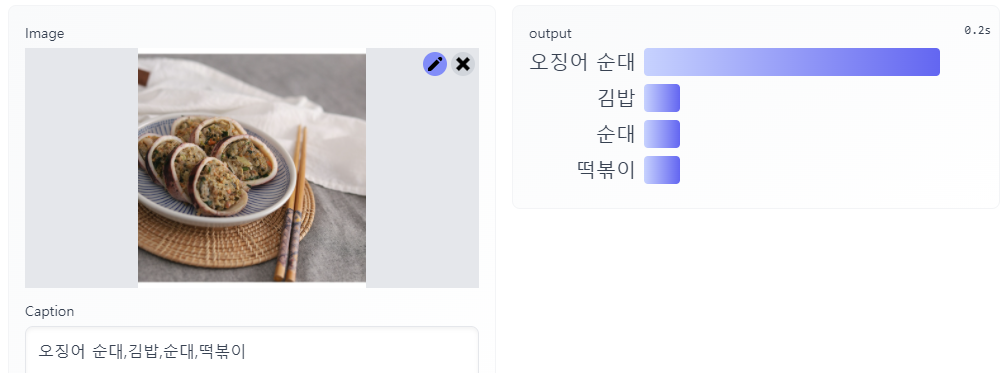 Image
Caption
오징어 순대,김밥,순대,떡볶이
output
0.2s
오징어 순대
김밥
순대
떡볶이